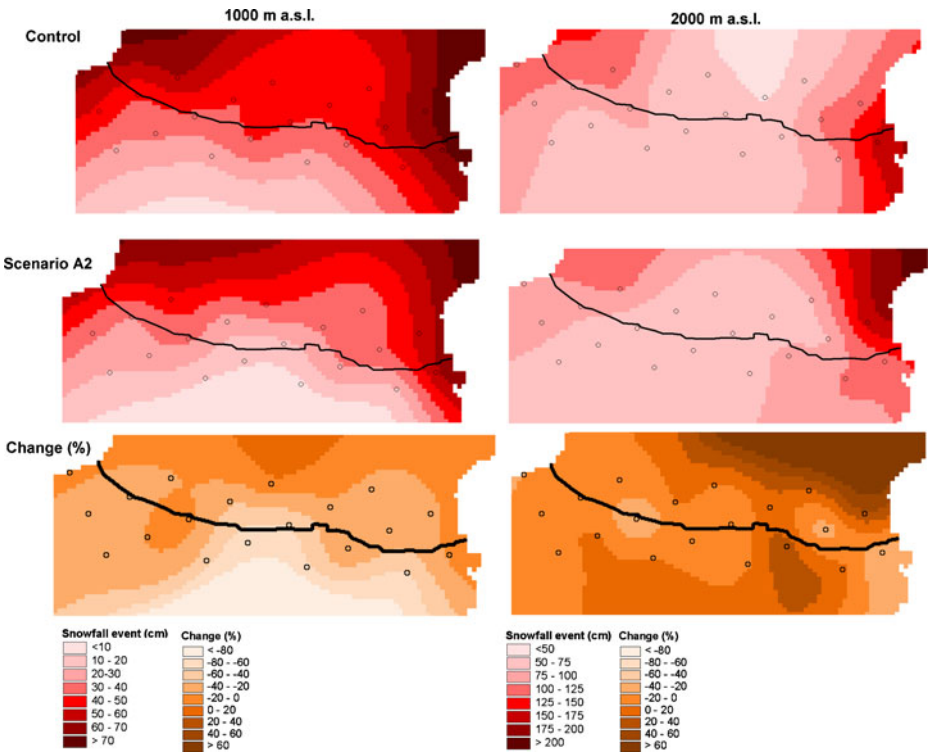 1000 m a.s.l.
2000 m a.s.l.
Control
Scenario A2
Change (%)
Snowfall event (cm)
<10
10 - 20
20-30
30 - 40
40 - 50
50 - 60
60 - 70
> 70
Change (%)
< -80
-80 - -60
-60 - -40
-40 - -20
-20 - 0
0 - 20
20 - 40
40 - 60
> 60
Snowfall event (cm)
<50
50 - 75
75 - 100
100 - 125
125 - 150
150 - 175
175 - 200
> 200
Change (%)
< -80
-80 - -60
-60 - -40
-40 - -20
-20 - 0
0 - 20
20 - 40
40 - 60
> 60